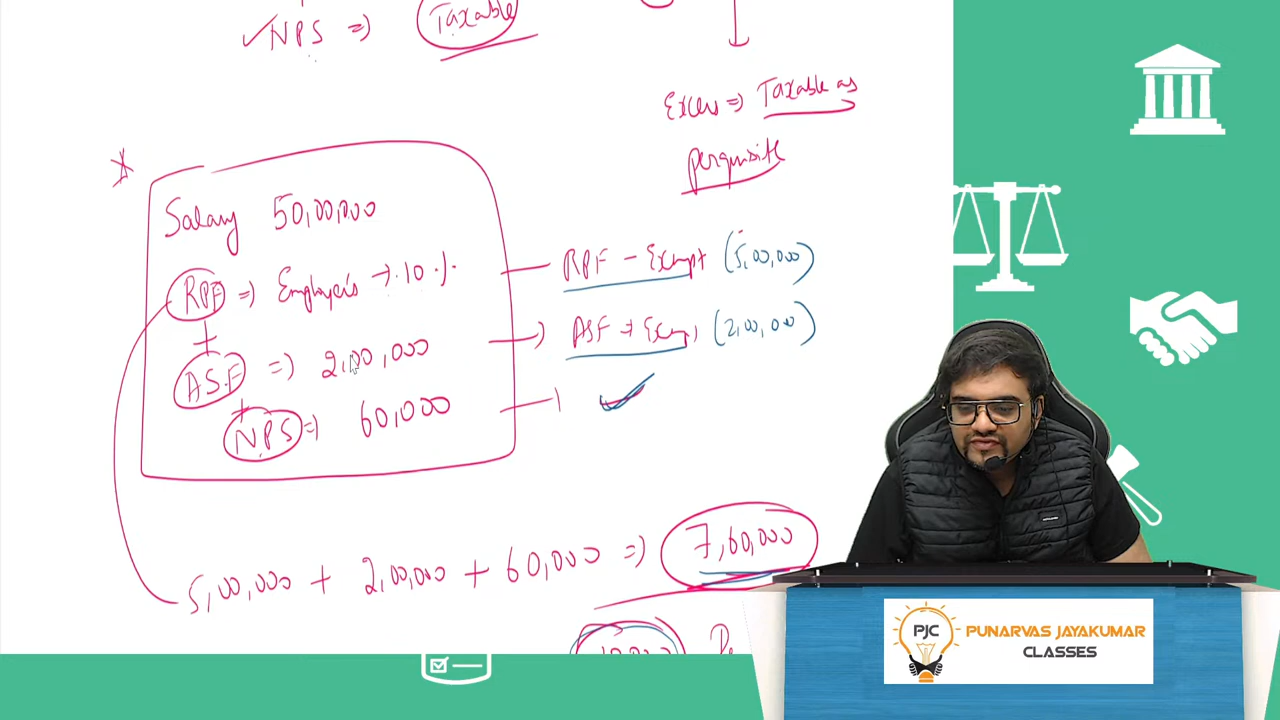 ✓NPS ⇒ Taxable
Excess ⇒ Taxable as
perquisite
Salary 50,00,000
RPF ⇒ Employer's → 10%.
+
A.S.F ⇒ 2,00,000
+
NPS ⇒ 60,000
RPF - Exempt (5,00,000)
ASF → Exemp. (2,00,000)
5,00,000 + 2,00,000 + 60,000 ⇒ 7,60,000
PJC
PUNARVAS JAYAKUMAR
CLASSES